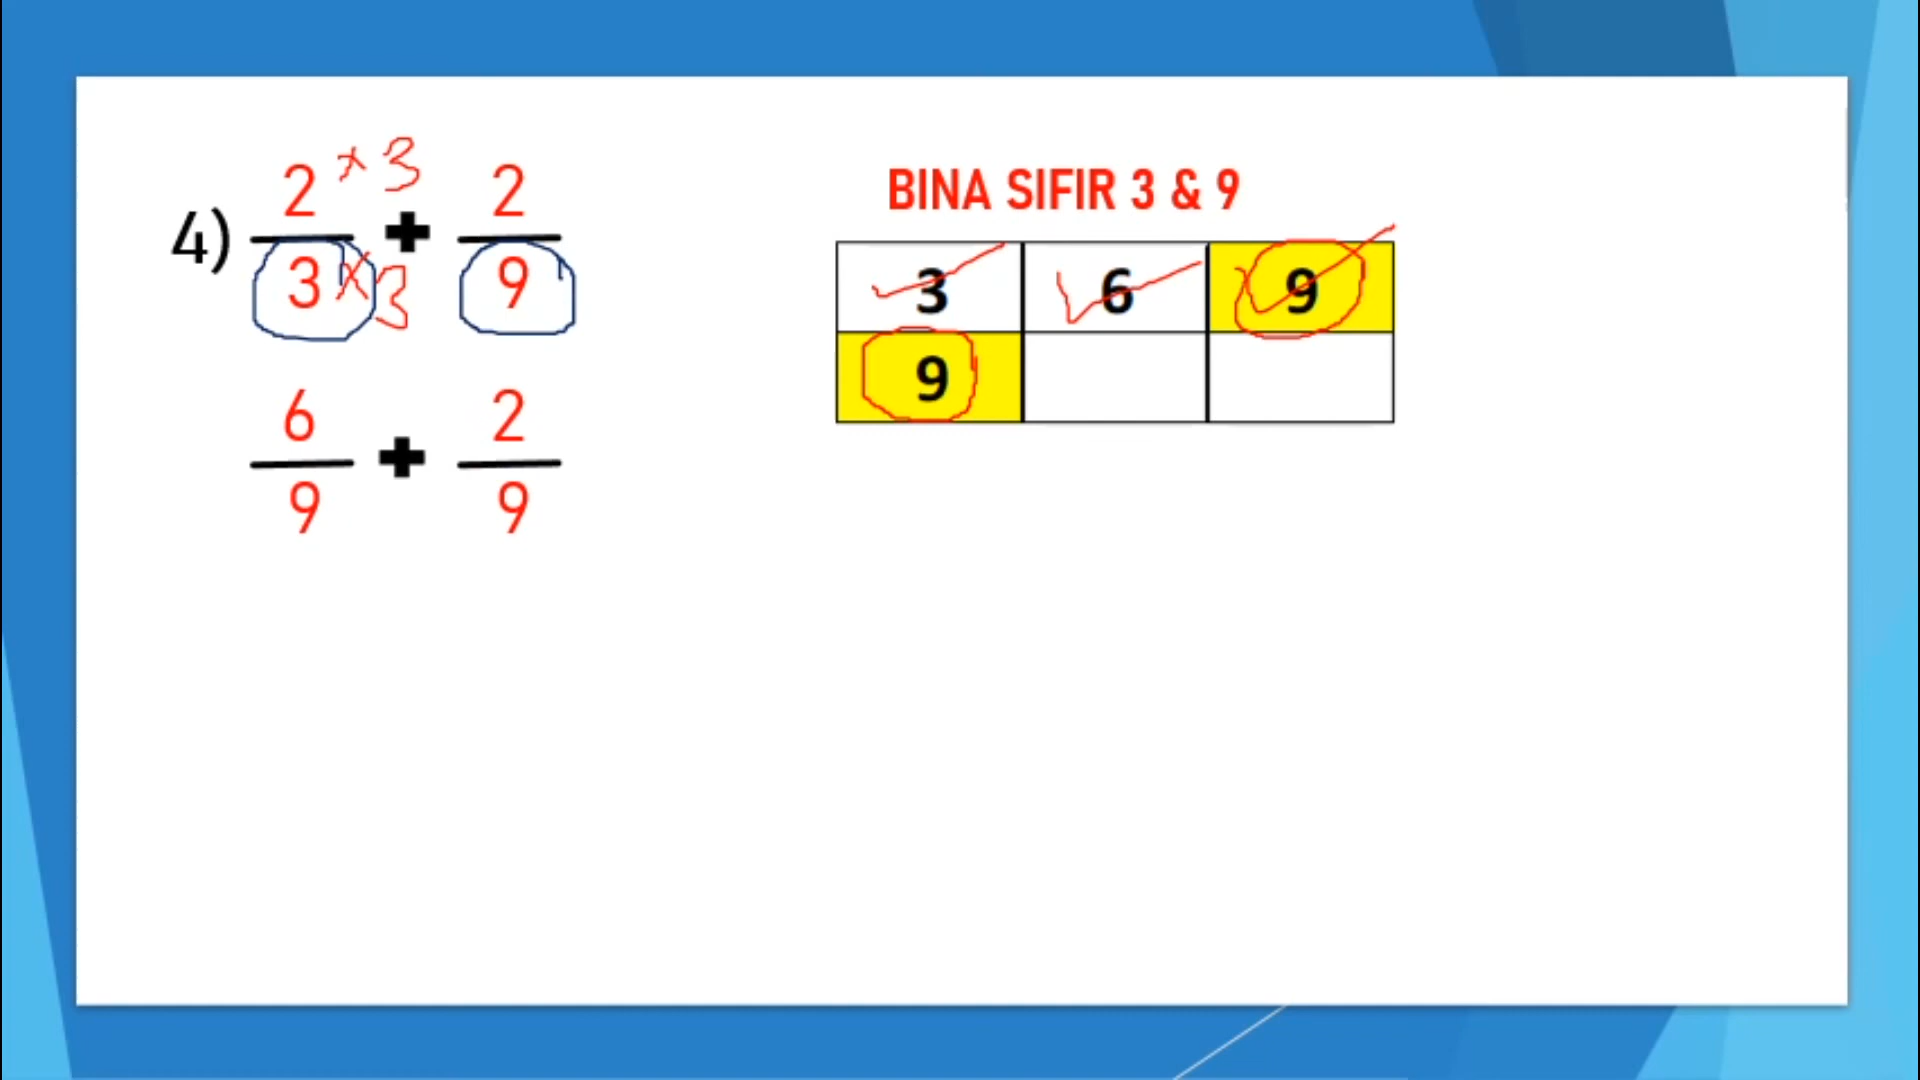 4) 2/3 × 3 + 2/9
× 3
6/9 + 2/9
BINA SIFIR 3 & 9
3 6 9
9